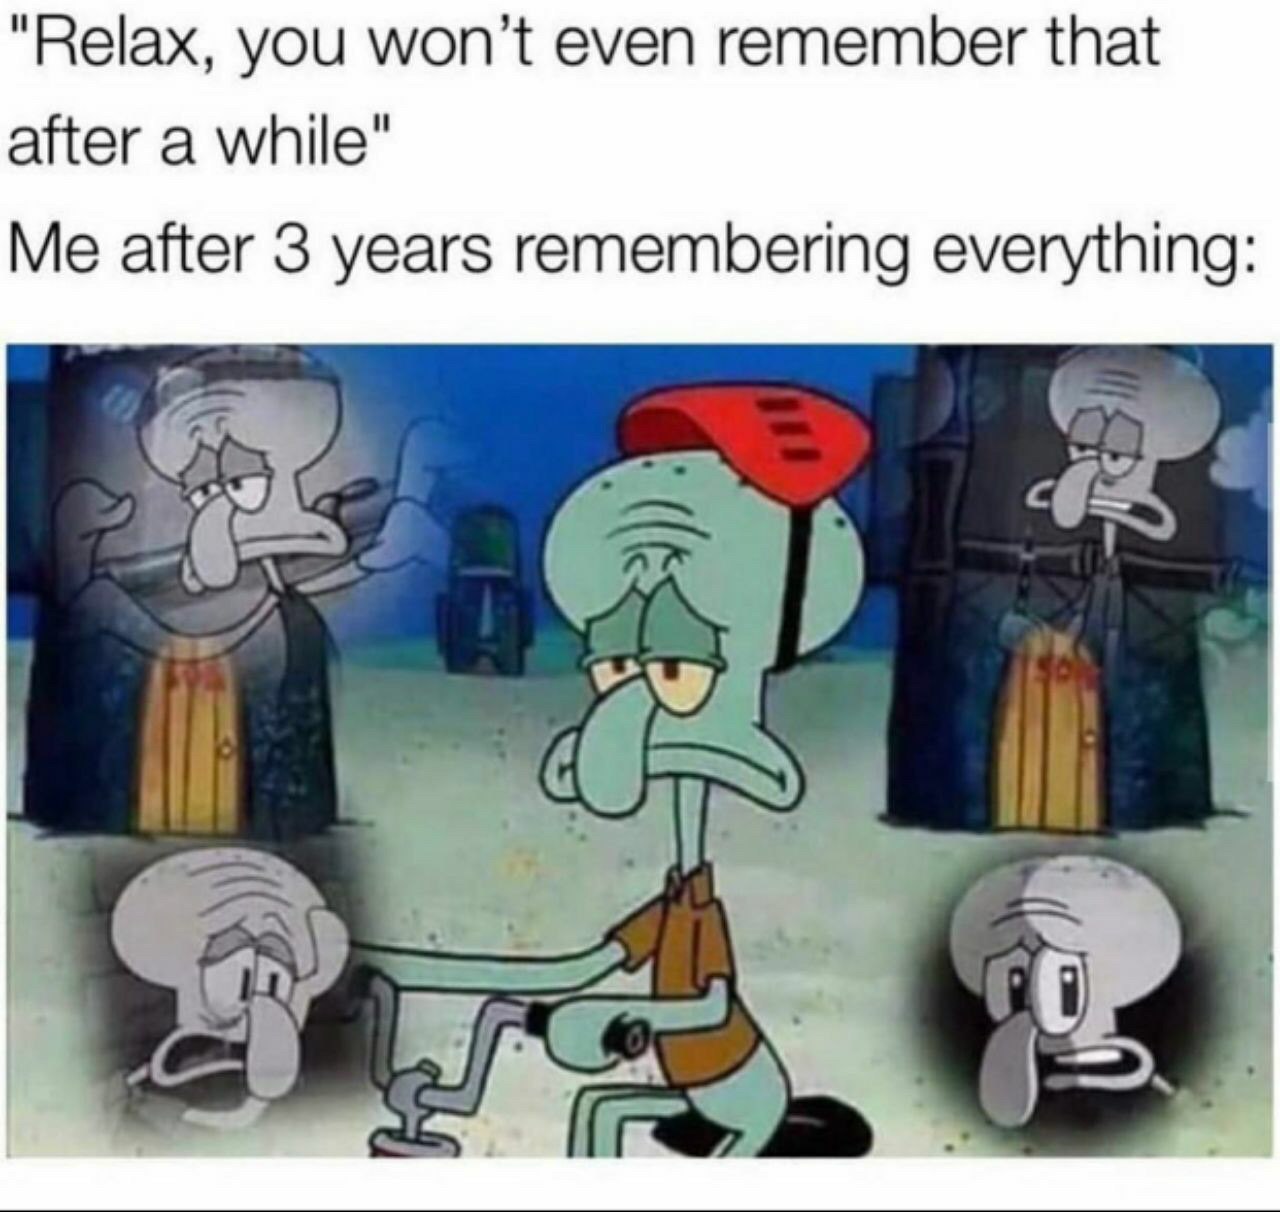 "Relax, you won’t even remember that
after a while"
Me after 3 years remembering everything: